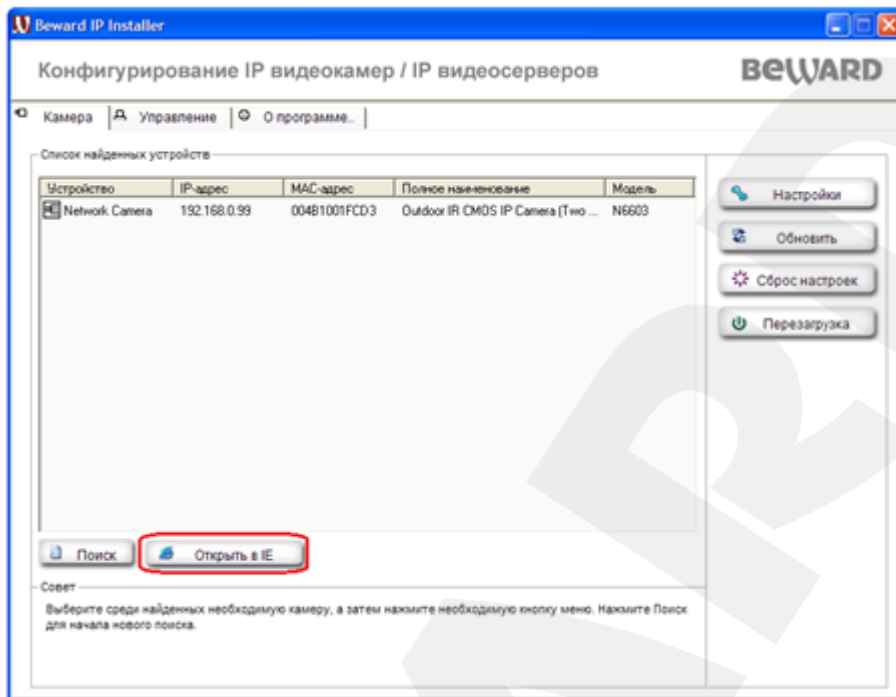 Beward IP Installer
Конфигурирование IP видеокамер / IP видеосерверов
BEWARD
Камера Управление О программе..
Список найденных устройств
Устройство IP-адрес MAC-адрес Полное наименование Модель
Network Camera 192.168.0.99 004B1001FCD3 Outdoor IR CMOS IP Camera (Two ... N6603
Настройки
Обновить
Сброс настроек
Перезагрузка
Поиск Открыть в IE
Совет
Выберите среди найденных необходимую камеру, а затем нажмите необходимую кнопку меню. Нажмите Поиск
для начала нового поиска.